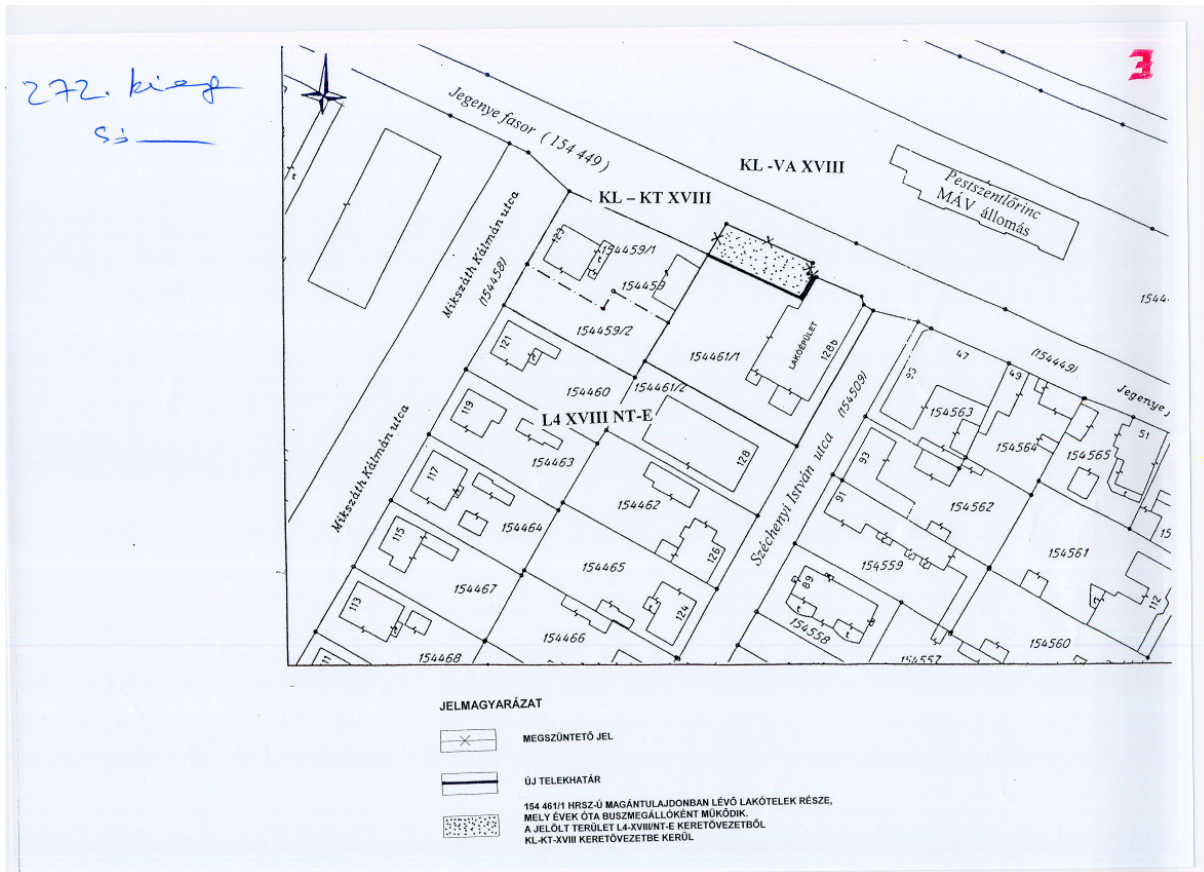 272. kieg
E
Jegenye fasor (154 449)
KL -VA XVIII
Pestszentlőrinc
MÁV állomás
KL – KT XVIII
Mikszáth Kálmán utca
(154458)
123
154459/1
154459
154459/2
1544
121
154460
154461/1
154461/2
LAKÓÉPÜLET
128b
(154509)
(154449)
Jegenye
47
49
51
95
154563
154564
154565
L4 XVIII NT-E
119
154463
128
Mikszáth Kálmán utca
117
154464
154462
Széchenyi István utca
93
91
154562
154561
15
115
154467
154465
126
154559
89
113
154466
124
154558
154560
112
11
154468
154557
JELMAGYARÁZAT
MEGSZÜNTETŐ JEL
ÚJ TELEKHATÁR
154 461/1 HRSZ-Ú MAGÁNTULAJDONBAN LÉVŐ LAKÓTELEK RÉSZE,
MELY ÉVEK ÓTA BUSZMEGÁLLÓKÉNT MŰKÖDIK.
A JELÖLT TERÜLET L4-XVIII/NT-E KERETÖVEZETBŐL
KL-KT-XVIII KERETÖVEZETBE KERÜL